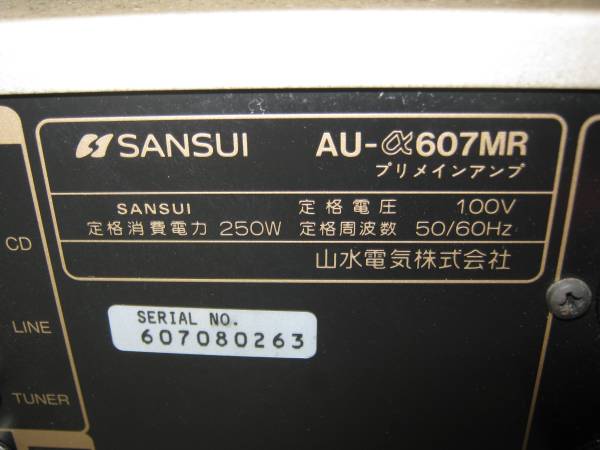 SANSUI AU-α607MR
プリメインアンプ
SANSUI 定格電圧 100V
定格消費電力 250W 定格周波数 50/60Hz
山水電気株式会社
CD
SERIAL NO.
607080263
LINE
TUNER